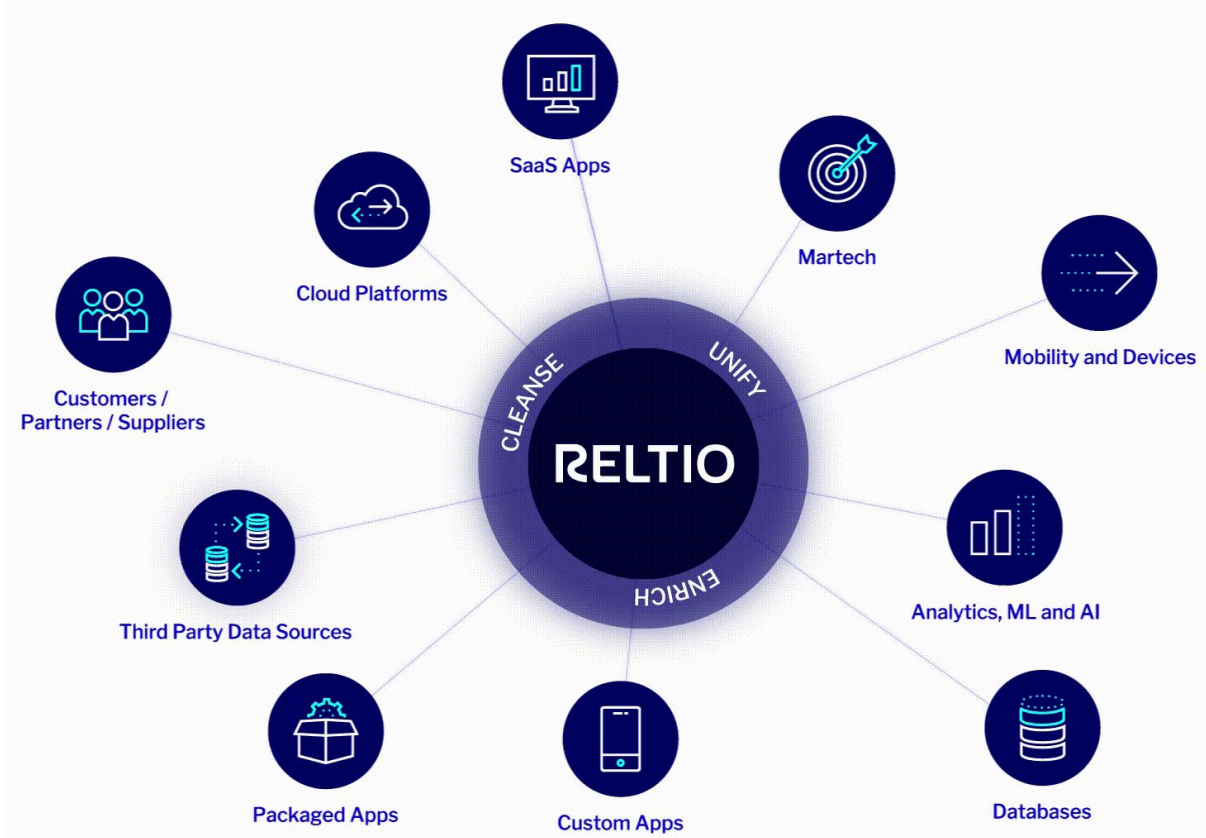 SaaS Apps
Martech
Cloud Platforms
Mobility and Devices
Customers /
Partners / Suppliers
CLEANSE
UNIFY
RELTIO
ENRICH
Third Party Data Sources
Analytics, ML and AI
Packaged Apps
Custom Apps
Databases